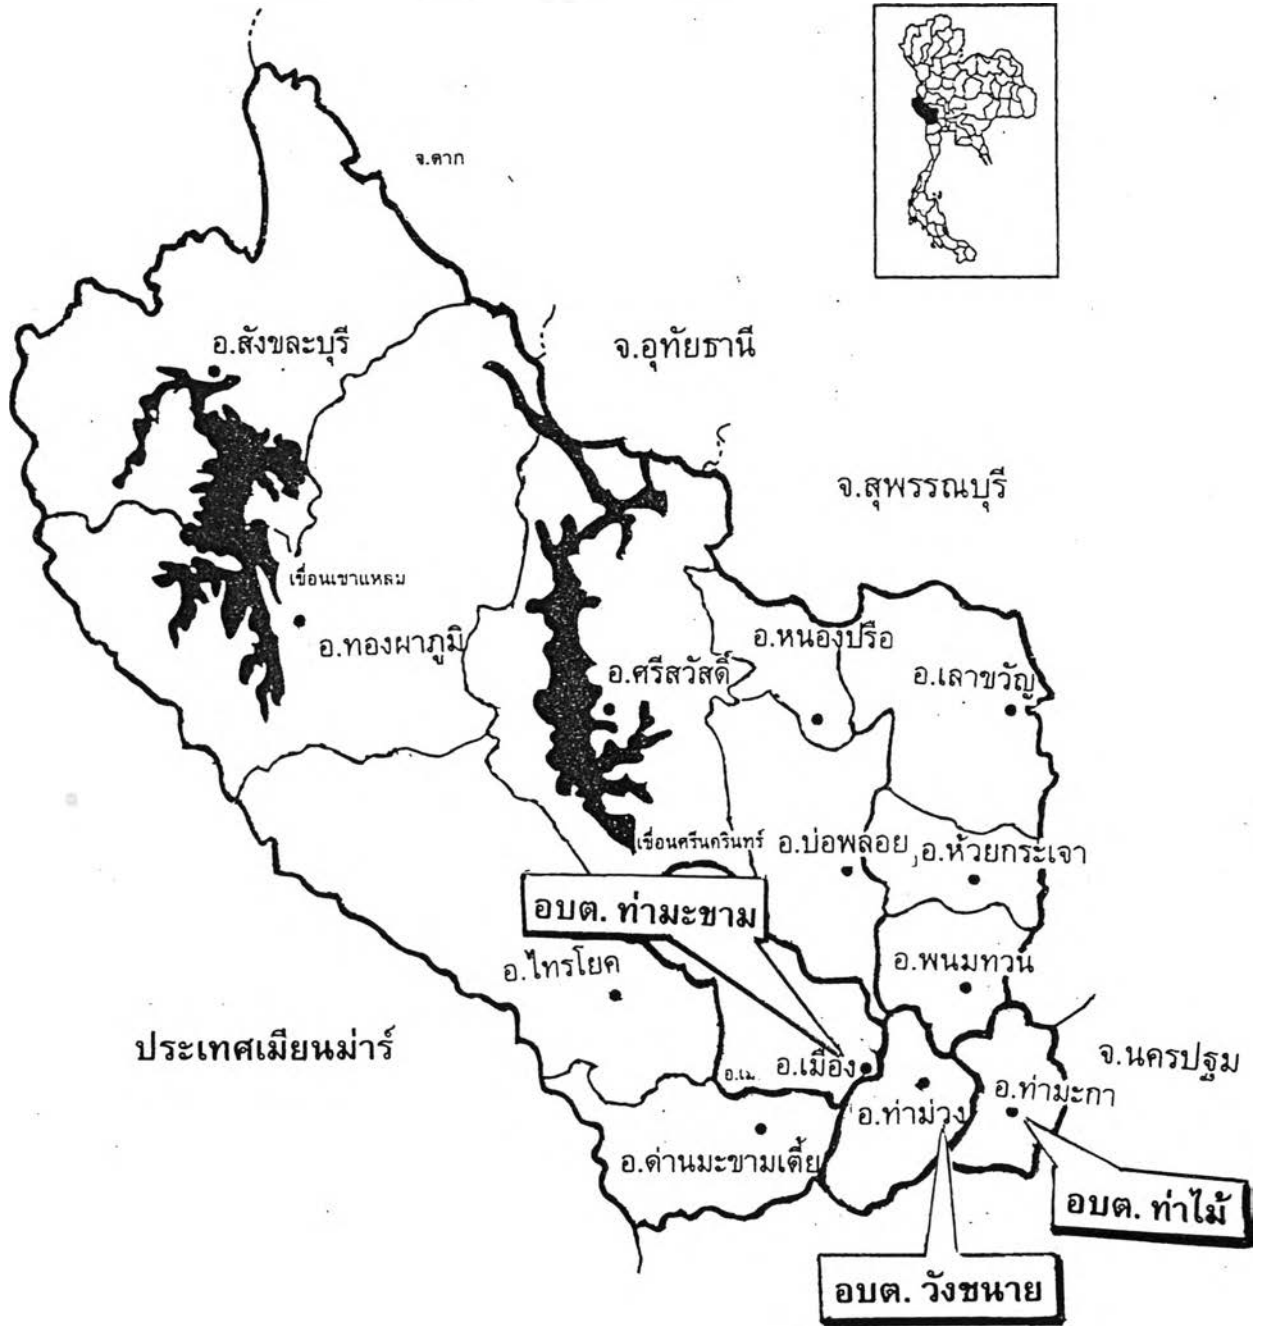 จ.ตาก
อ.สังขละบุรี
จ.อุทัยธานี
จ.สุพรรณบุรี
เขื่อนเขาแหลม
อ.ทองผาภูมิ
อ.หนองปรือ
อ.ศรีสวัสดิ์
อ.เลาขวัญ
เขื่อนศรีนครินทร์
อ.บ่อพลอย
อ.ห้วยกระเจา
อบต. ท่ามะขาม
อ.ไทรโยค
อ.พนมทวน
ประเทศเมียนม่าร์
อ.เมือง
จ.นครปฐม
อ.ท่ามะกา
อ.ท่าม่วง
อ.ด่านมะขามเตี้ย
อบต. ท่าไม้
อบต. วังขนาย